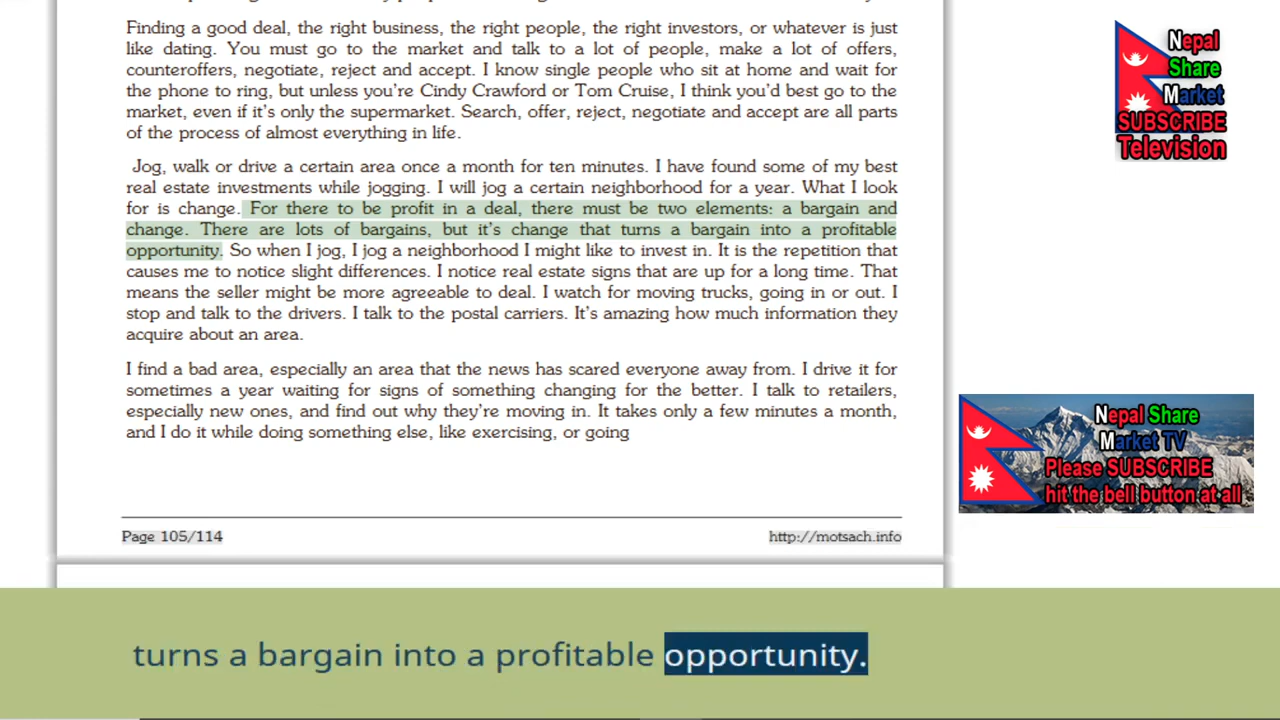 Finding a good deal, the right business, the right people, the right investors, or whatever is just
like dating. You must go to the market and talk to a lot of people, make a lot of offers,
counteroffers, negotiate, reject and accept. I know single people who sit at home and wait for
the phone to ring, but unless you're Cindy Crawford or Tom Cruise, I think you'd best go to the
market, even if it's only the supermarket. Search, offer, reject, negotiate and accept are all parts
of the process of almost everything in life.
Jog, walk or drive a certain area once a month for ten minutes. I have found some of my best
real estate investments while jogging. I will jog a certain neighborhood for a year. What I look
for is change. For there to be profit in a deal, there must be two elements: a bargain and
change. There are lots of bargains, but it's change that turns a bargain into a profitable
opportunity. So when I jog, I jog a neighborhood I might like to invest in. It is the repetition that
causes me to notice slight differences. I notice real estate signs that are up for a long time. That
means the seller might be more agreeable to deal. I watch for moving trucks, going in or out. I
stop and talk to the drivers. I talk to the postal carriers. It's amazing how much information they
acquire about an area.
I find a bad area, especially an area that the news has scared everyone away from. I drive it for
sometimes a year waiting for signs of something changing for the better. I talk to retailers,
especially new ones, and find out why they're moving in. It takes only a few minutes a month,
and I do it while doing something else, like exercising, or going
Page 105/114
http://motsach.info
Nepal
Share
Market
SUBSCRIBE
Television
Nepal Share
Market TV
Please SUBSCRIBE
hit the bell button at all
turns a bargain into a profitable opportunity.